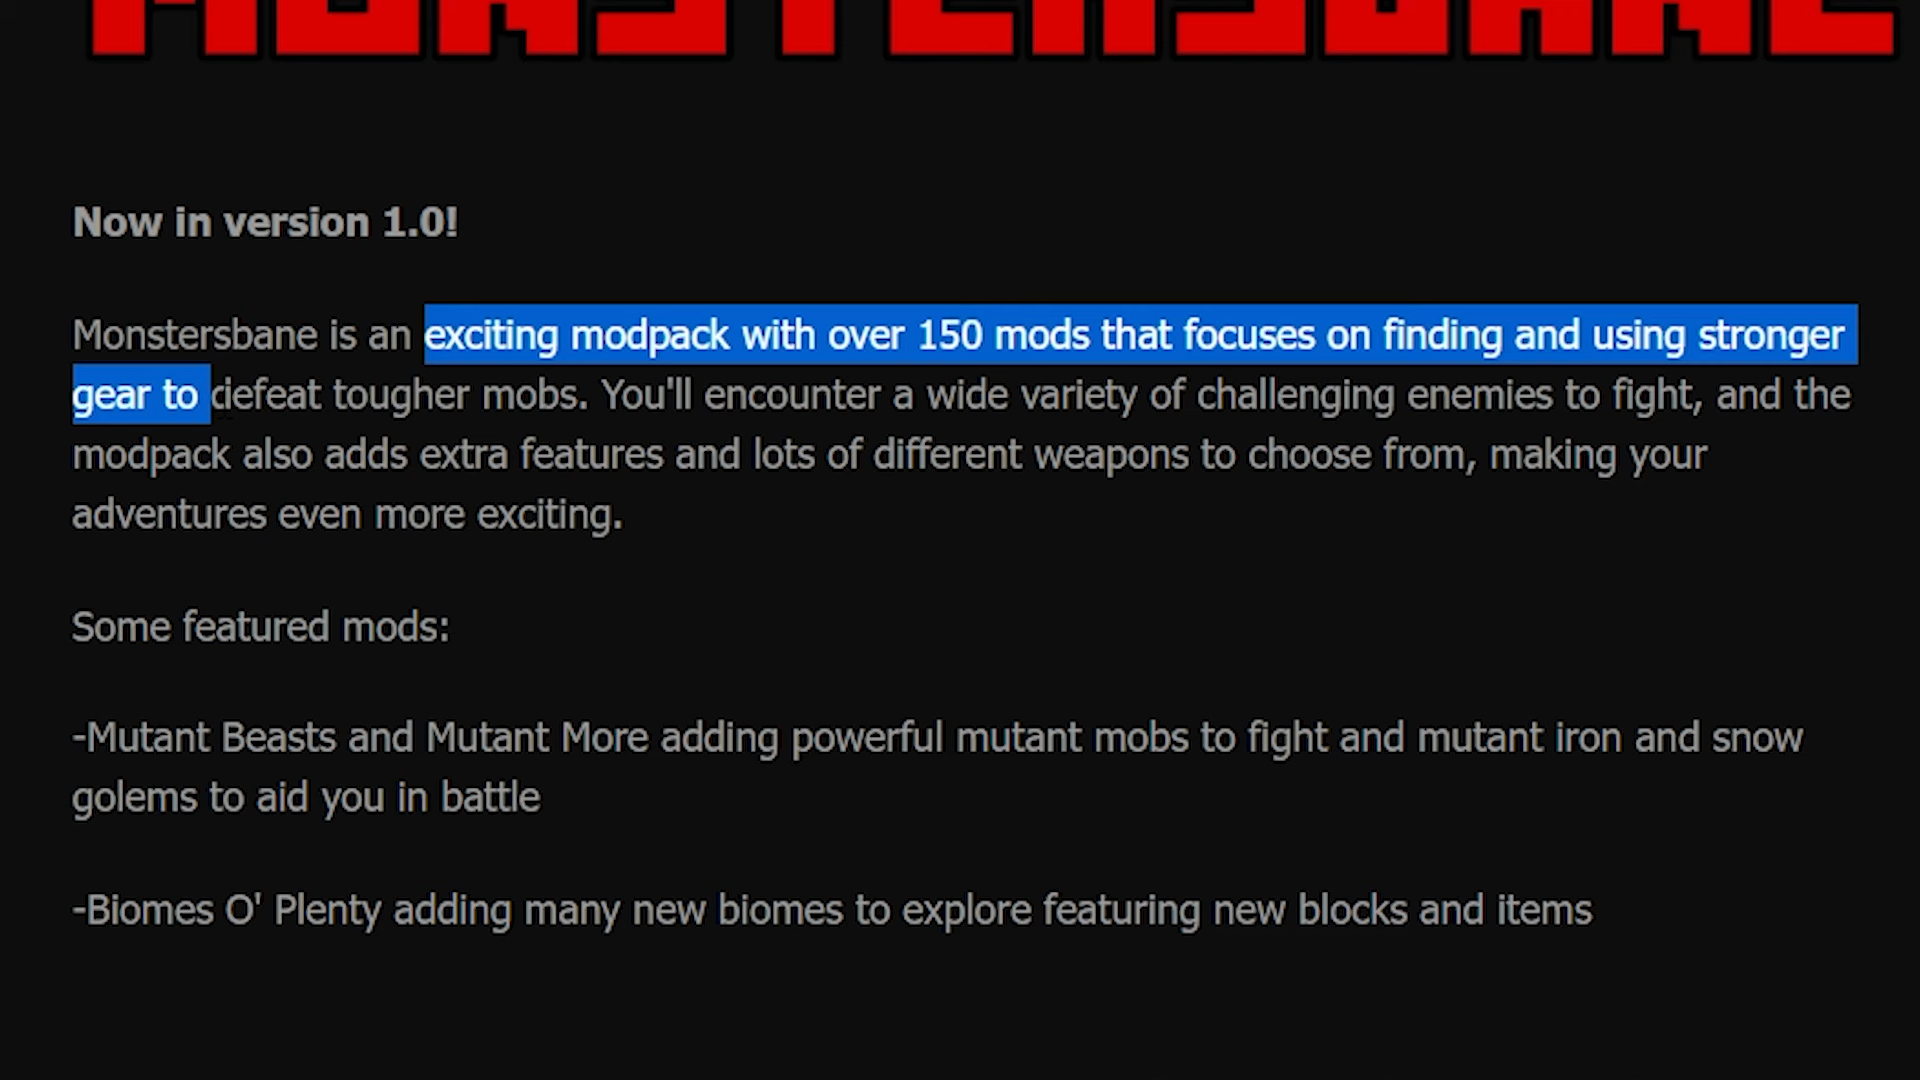 MONSTERSBANE
Now in version 1.0!
Monstersbane is an exciting modpack with over 150 mods that focuses on finding and using stronger
gear to defeat tougher mobs. You'll encounter a wide variety of challenging enemies to fight, and the
modpack also adds extra features and lots of different weapons to choose from, making your
adventures even more exciting.
Some featured mods:
-Mutant Beasts and Mutant More adding powerful mutant mobs to fight and mutant iron and snow
golems to aid you in battle
-Biomes O' Plenty adding many new biomes to explore featuring new blocks and items